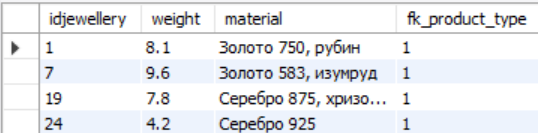 idjewellery weight material fk_product_type
1 8.1 Золото 750, рубин 1
7 9.6 Золото 583, изумруд 1
19 7.8 Серебро 875, хризо... 1
24 4.2 Серебро 925 1